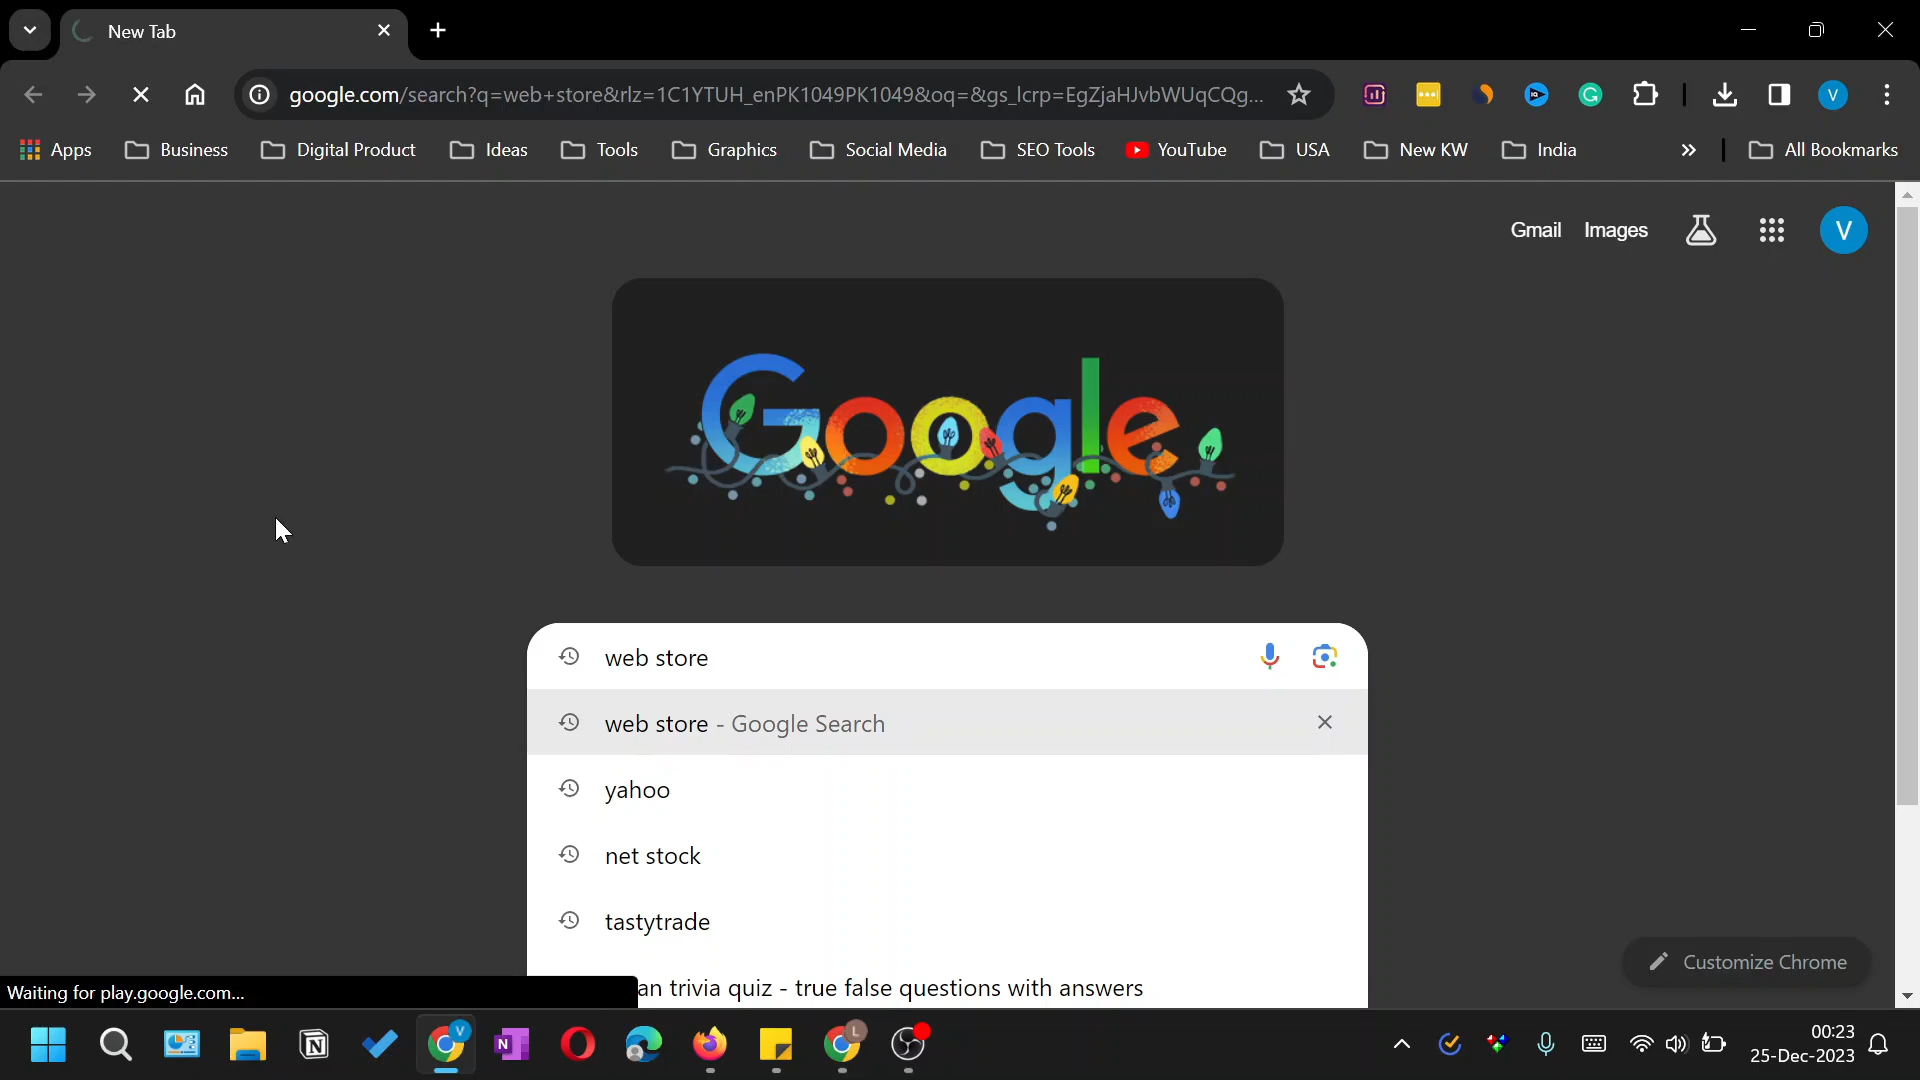 New Tab
google.com/search?q=web+store&rlz=1C1YTUH_enPK1049PK1049&oq=&gs_lcrp=EgZjaHJvbWUqCQg...
V
Apps Business Digital Product Ideas Tools Graphics Social Media SEO Tools YouTube USA New KW India » All Bookmarks
Gmail Images V
Google
web store
web store - Google Search
yahoo
net stock
tastytrade
an trivia quiz - true false questions with answers
Customize Chrome
Waiting for play.google.com...
V
N
L
00:23
25-Dec-2023